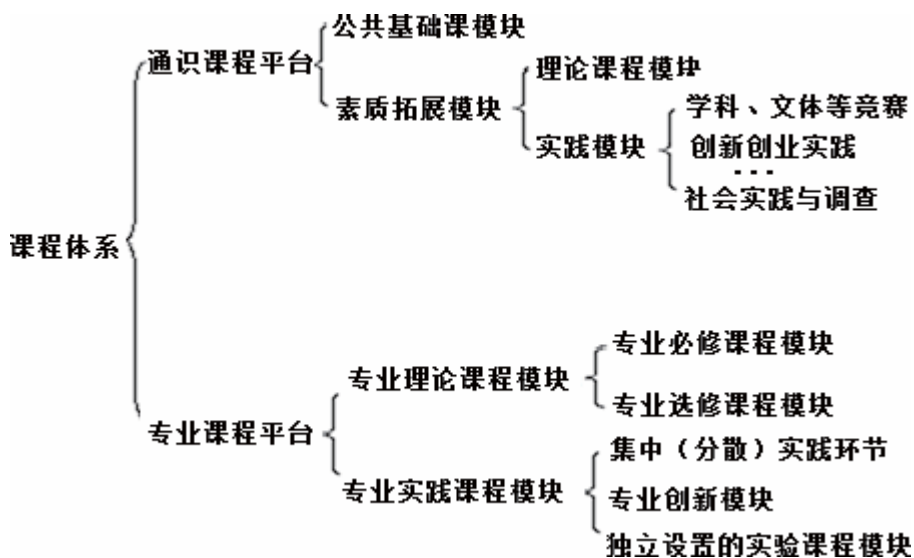 公共基础课模块
通识课程平台
理论课程模块
素质拓展模块
学科、文体等竞赛
实践模块
创新创业实践
...
社会实践与调查
课程体系
专业必修课程模块
专业理论课程模块
专业选修课程模块
专业课程平台
集中（分散）实践环节
专业实践课程模块
专业创新模块
独立设置的实验课程模块